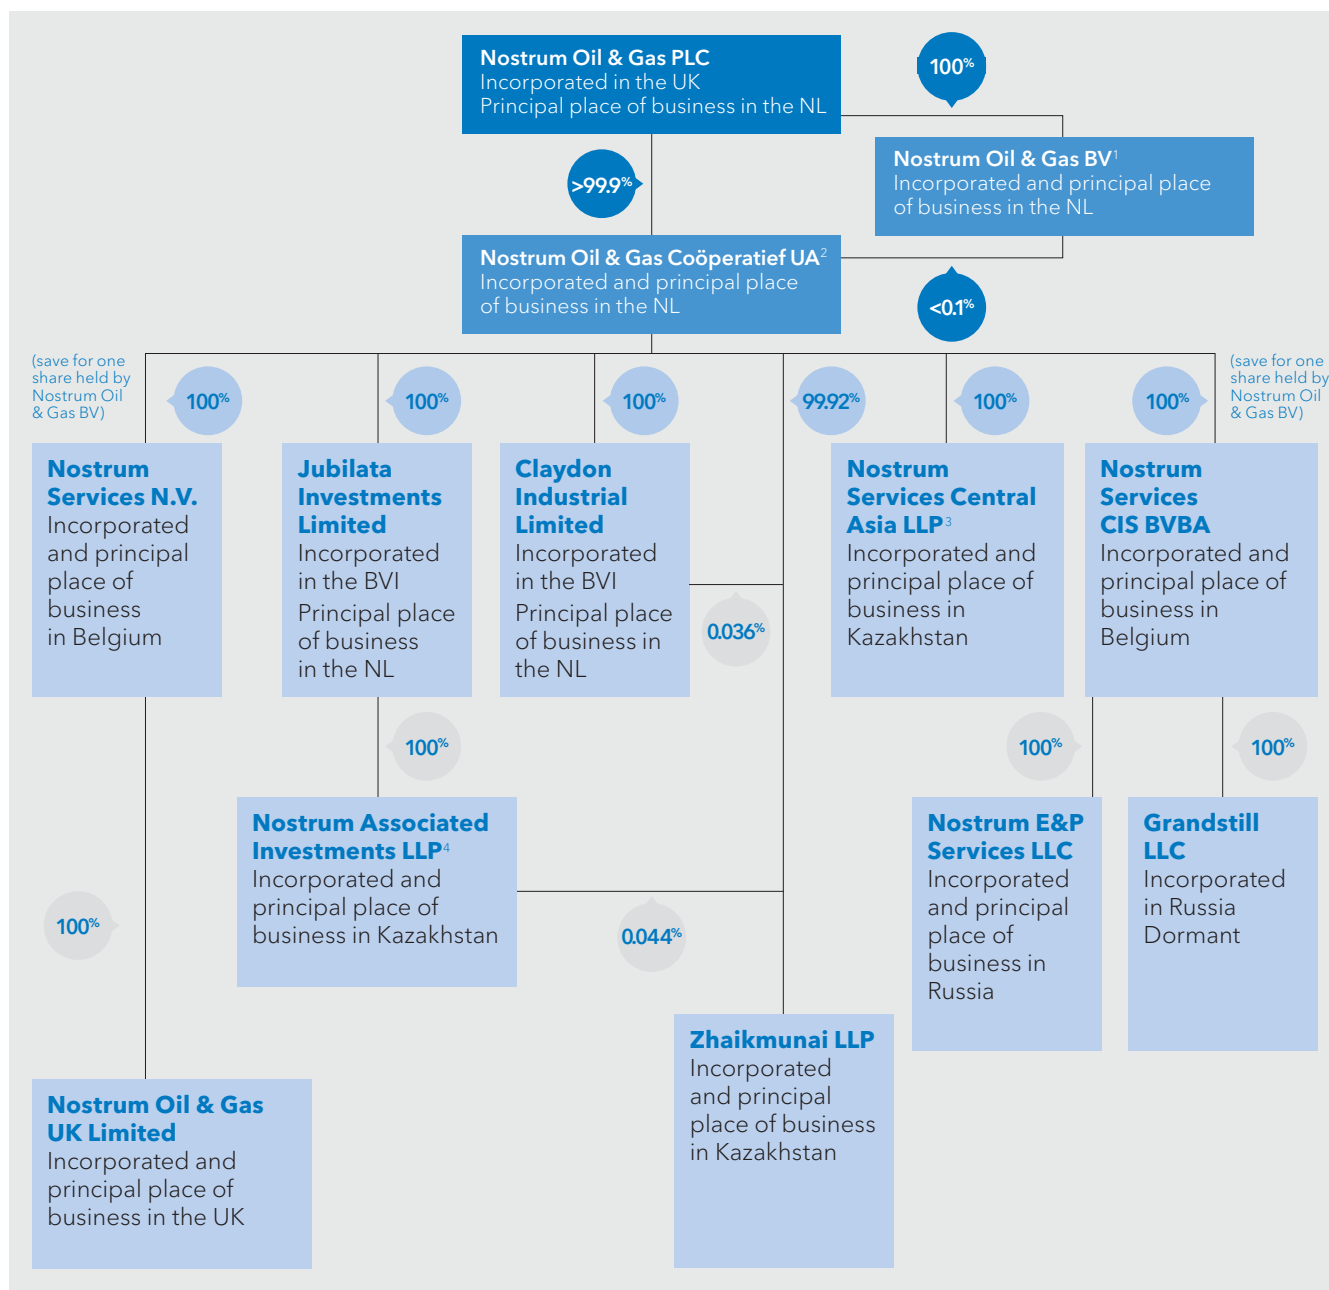 Nostrum Oil & Gas PLC
Incorporated in the UK
Principal place of business in the NL
100%
Nostrum Oil & Gas BV1
Incorporated and principal place
of business in the NL
>99.9%
Nostrum Oil & Gas Coöperatief UA2
Incorporated and principal place
of business in the NL
<0.1%
(save for one
share held by
Nostrum Oil
& Gas BV)
100%
100%
100%
99.92%
100%
100%
(save for one
share held by
Nostrum Oil
& Gas BV)
Nostrum
Services N.V.
Incorporated
and principal
place of
business
in Belgium
Jubilata
Investments
Limited
Incorporated
in the BVI
Principal place
of business
in the NL
Claydon
Industrial
Limited
Incorporated
in the BVI
Principal place
of business in
the NL
0.036%
Nostrum
Services Central
Asia LLP3
Incorporated and
principal place of
business in
Kazakhstan
Nostrum
Services
CIS BVBA
Incorporated and
principal place of
business in
Belgium
100%
100%
100%
Nostrum Associated
Investments LLP4
Incorporated and
principal place of
business in Kazakhstan
Nostrum E&P
Services LLC
Incorporated
and principal
place of
business in
Russia
Grandstill
LLC
Incorporated
in Russia
Dormant
100%
0.044%
Zhaikmunai LLP
Incorporated
and principal
place of business
in Kazakhstan
Nostrum Oil & Gas
UK Limited
Incorporated and
principal place of
business in the UK